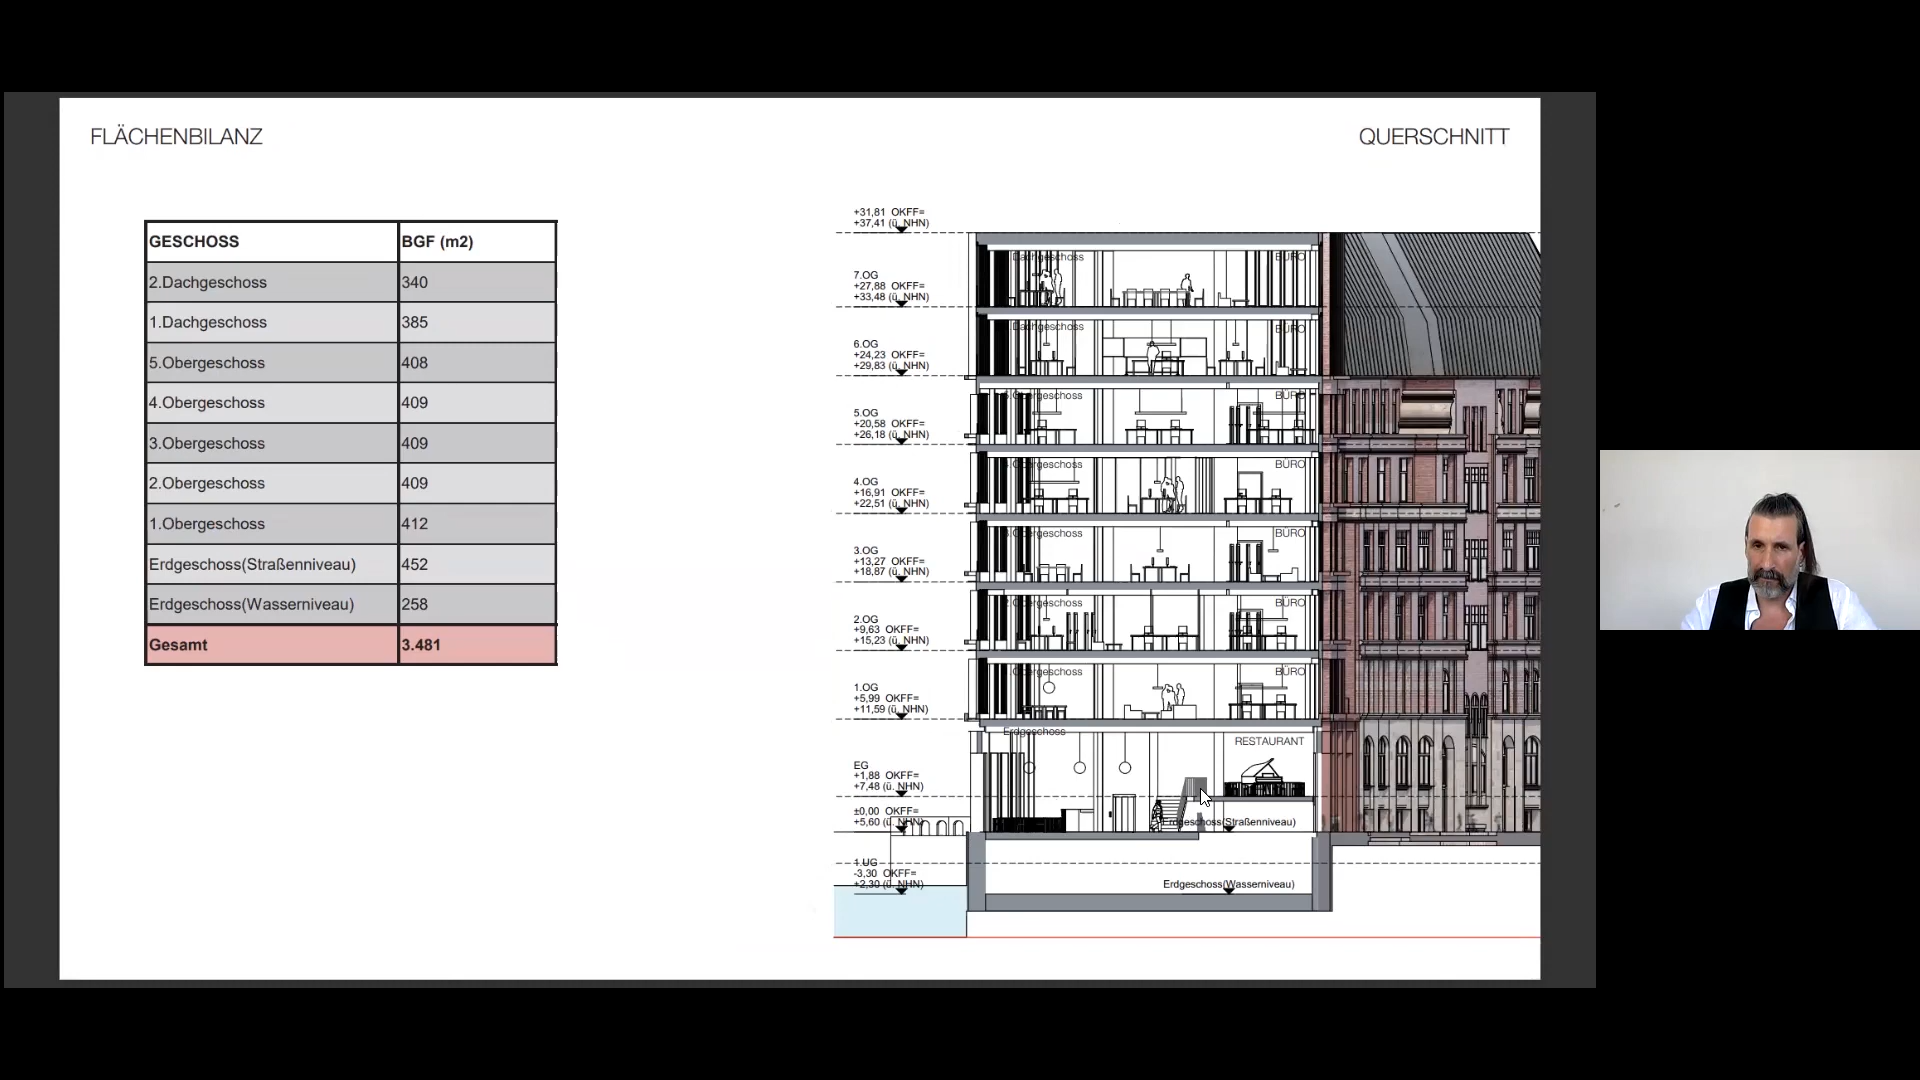 FLÄCHENBILANZ
QUERSCHNITT
GESCHOSS BGF (m2)
2.Dachgeschoss 340
1.Dachgeschoss 385
5.Obergeschoss 408
4.Obergeschoss 409
3.Obergeschoss 409
2.Obergeschoss 409
1.Obergeschoss 412
Erdgeschoss(Straßenniveau) 452
Erdgeschoss(Wasserniveau) 258
Gesamt 3.481
+31,81 OKFF=
+37,41 (ü. NHN)
Dachgeschoss BÜRO
7.OG
+27,88 OKFF=
+33,48 (ü. NHN)
Dachgeschoss BÜRO
6.OG
+24,23 OKFF=
+29,83 (ü. NHN)
Obergeschoss BÜRO
5.OG
+20,58 OKFF=
+26,18 (ü. NHN)
Obergeschoss BÜRO
4.OG
+16,91 OKFF=
+22,51 (ü. NHN)
Obergeschoss BÜRO
3.OG
+13,27 OKFF=
+18,87 (ü. NHN)
Obergeschoss BÜRO
2.OG
+9,63 OKFF=
+15,23 (ü. NHN)
Obergeschoss BÜRO
1.OG
+5,99 OKFF=
+11,59 (ü. NHN)
Erdgeschoss
RESTAURANT
EG
+1,88 OKFF=
+7,48 (ü. NHN)
±0,00 OKFF=
+5,60 (ü. NHN)
Erdgeschoss(Straßenniveau)
1.UG
-3,30 OKFF=
+2,30 (ü. NHN)
Erdgeschoss(Wasserniveau)